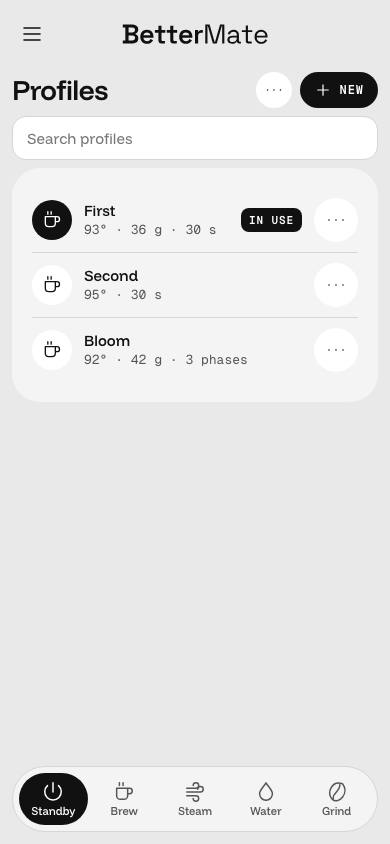 BetterMate
Profiles
··· + NEW
Search profiles
First
93° · 36 g · 30 s
IN USE
···
Second
95° · 30 s
···
Bloom
92° · 42 g · 3 phases
···
Standby
Brew
Steam
Water
Grind